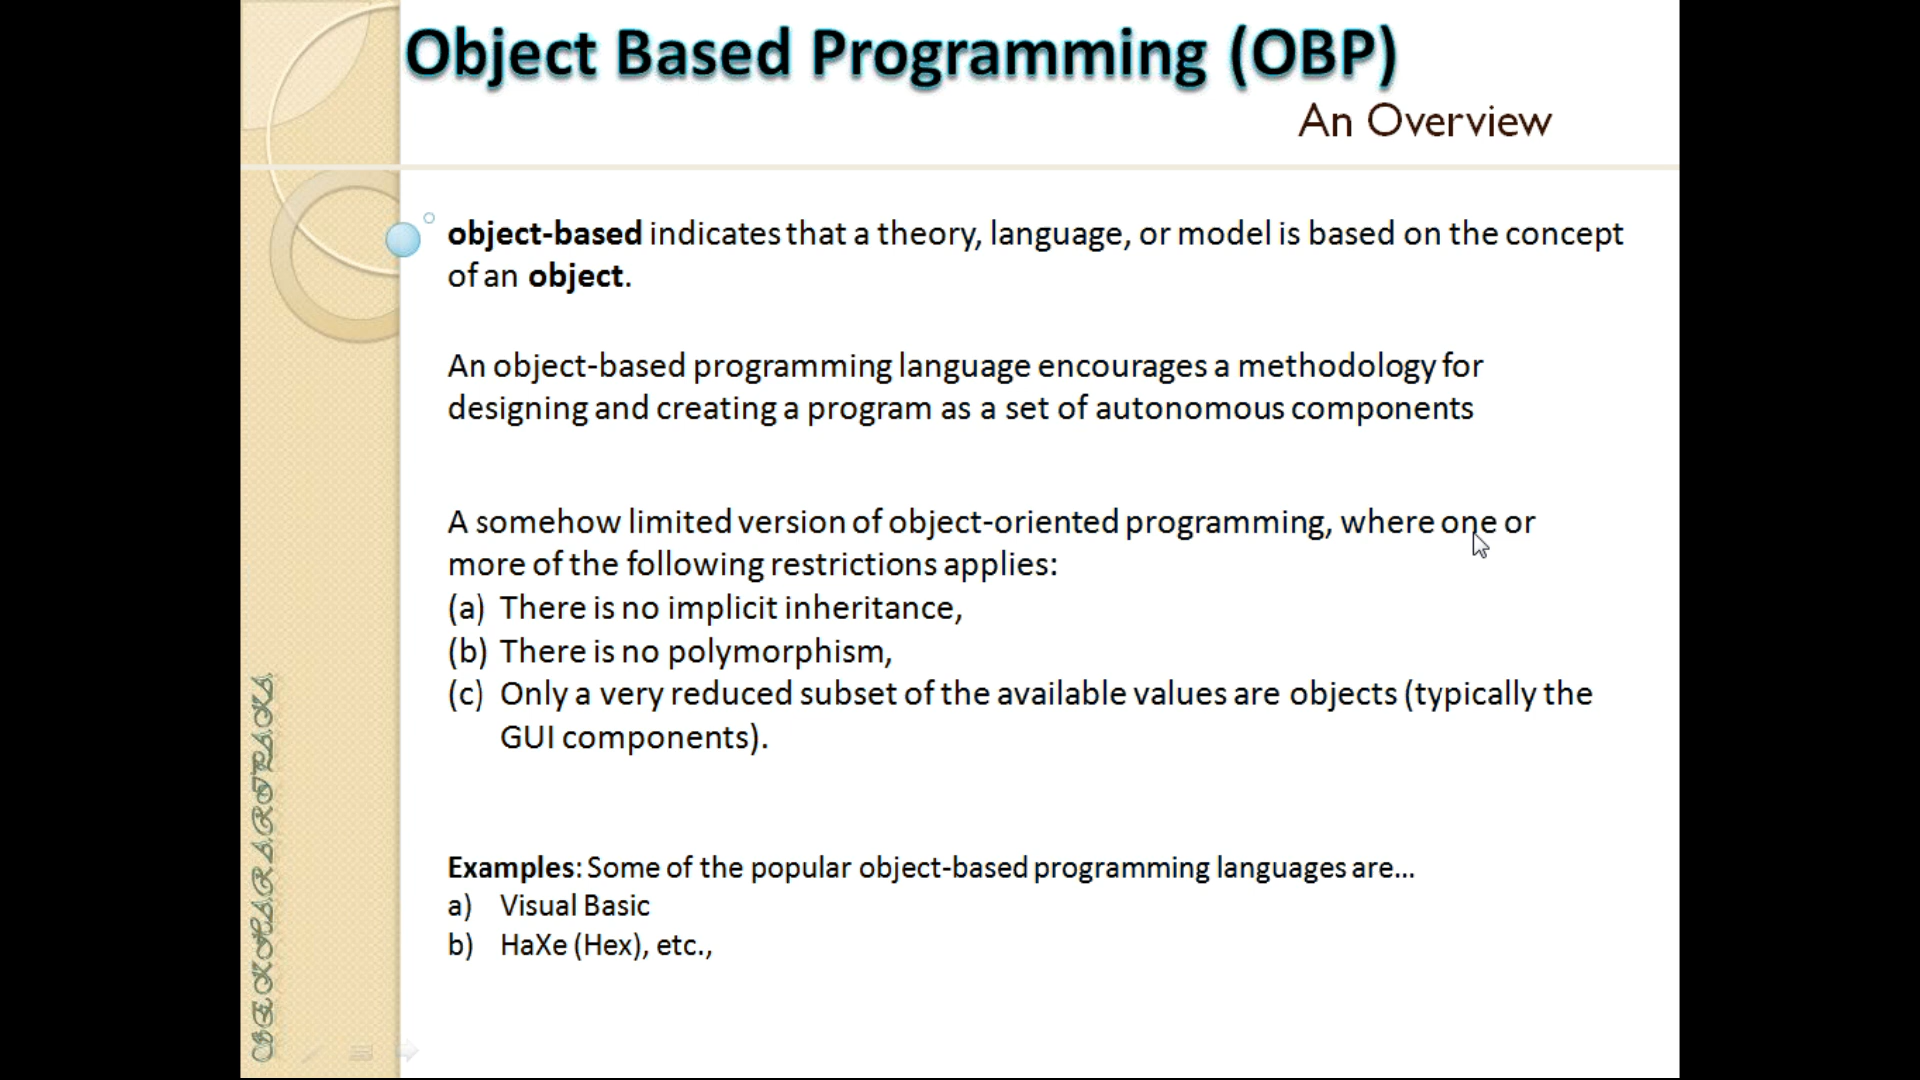 Object Based Programming (OBP)
An Overview
object-based indicates that a theory, language, or model is based on the concept
of an object.
An object-based programming language encourages a methodology for
designing and creating a program as a set of autonomous components
A somehow limited version of object-oriented programming, where one or
more of the following restrictions applies:
(a) There is no implicit inheritance,
(b) There is no polymorphism,
(c) Only a very reduced subset of the available values are objects (typically the
GUI components).
Examples: Some of the popular object-based programming languages are...
a) Visual Basic
b) HaXe (Hex), etc.,